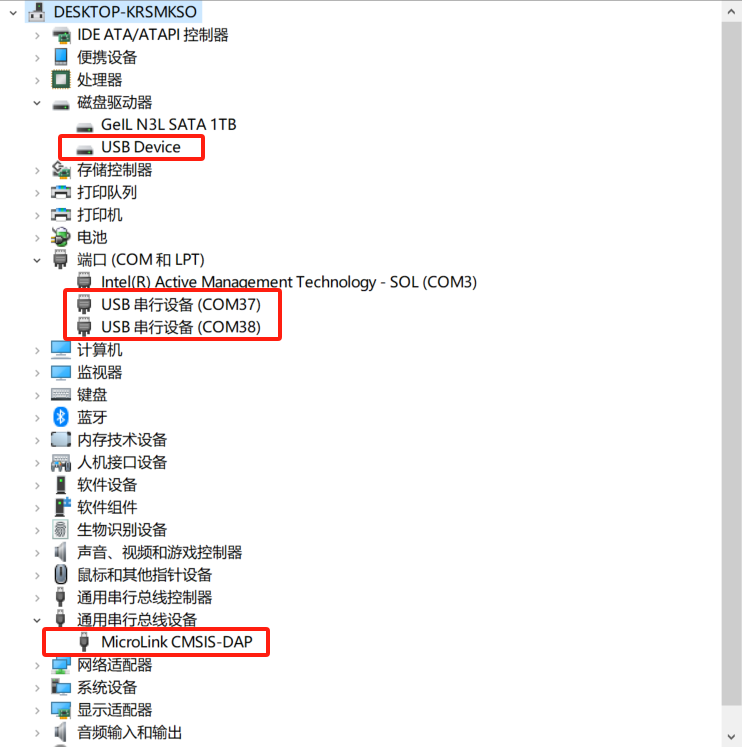 DESKTOP-KRSMKSO
IDE ATA/ATAPI 控制器
便携设备
处理器
磁盘驱动器
GeIL N3L SATA 1TB
USB Device
存储控制器
打印队列
打印机
电池
端口 (COM 和 LPT)
Intel(R) Active Management Technology - SOL (COM3)
USB 串行设备 (COM37)
USB 串行设备 (COM38)
计算机
监视器
键盘
蓝牙
内存技术设备
人机接口设备
软件设备
软件组件
生物识别设备
声音、视频和游戏控制器
鼠标和其他指针设备
通用串行总线控制器
通用串行总线设备
MicroLink CMSIS-DAP
网络适配器
系统设备
显示适配器
音频输入和输出